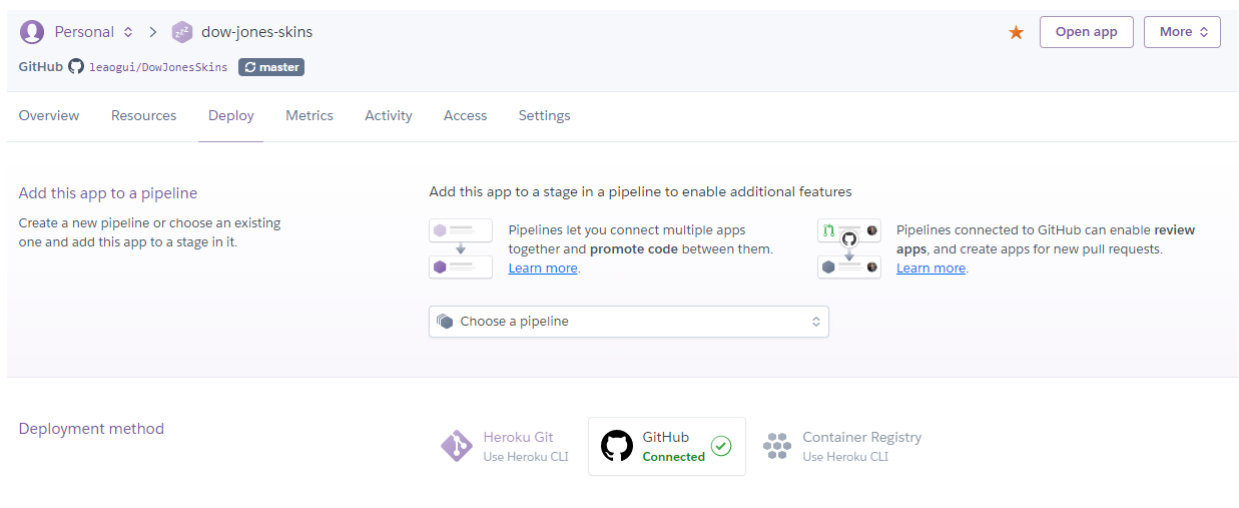 Personal > dow-jones-skins Open app More
GitHub leaogui/DowJonesSkins master
Overview Resources Deploy Metrics Activity Access Settings
Add this app to a pipeline
Create a new pipeline or choose an existing
one and add this app to a stage in it.
Add this app to a stage in a pipeline to enable additional features
Pipelines let you connect multiple apps
together and promote code between them.
Learn more.
Pipelines connected to GitHub can enable review
apps, and create apps for new pull requests.
Learn more.
Choose a pipeline
Deployment method
Heroku Git
Use Heroku CLI
GitHub
Connected
Container Registry
Use Heroku CLI